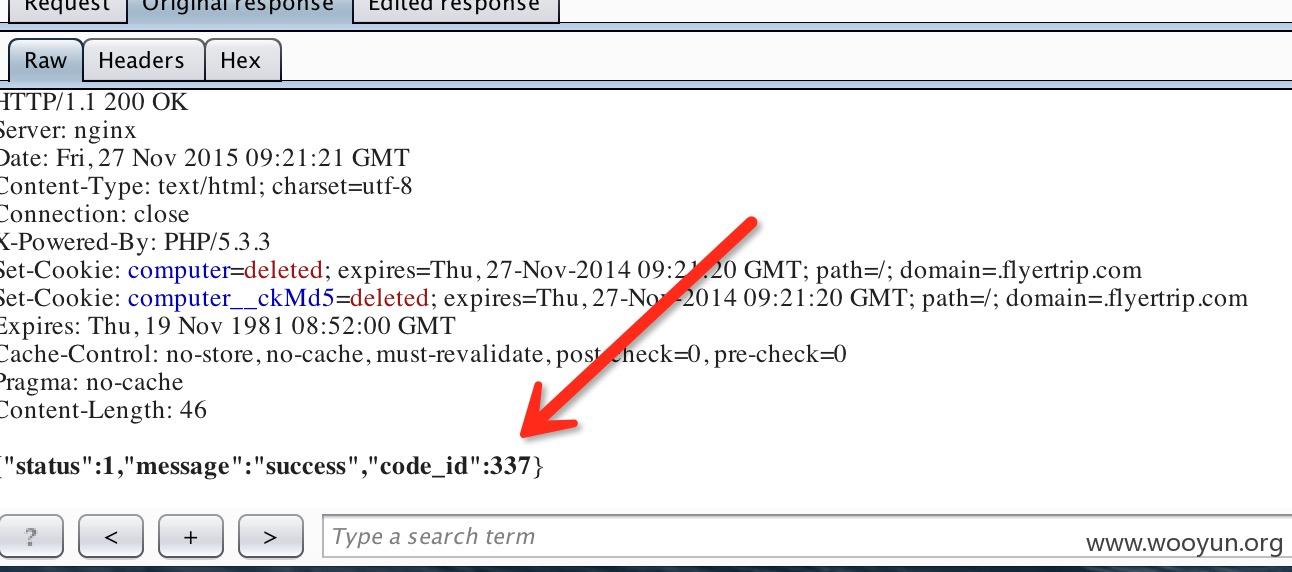 Request Original response Edited response
Raw Headers Hex
HTTP/1.1 200 OK
Server: nginx
Date: Fri, 27 Nov 2015 09:21:21 GMT
Content-Type: text/html; charset=utf-8
Connection: close
X-Powered-By: PHP/5.3.3
Set-Cookie: computer=deleted; expires=Thu, 27-Nov-2014 09:21:20 GMT; path=/; domain=.flyertrip.com
Set-Cookie: computer__ckMd5=deleted; expires=Thu, 27-Nov-2014 09:21:20 GMT; path=/; domain=.flyertrip.com
Expires: Thu, 19 Nov 1981 08:52:00 GMT
Cache-Control: no-store, no-cache, must-revalidate, post-check=0, pre-check=0
Pragma: no-cache
Content-Length: 46
{"status":1,"message":"success","code_id":337}
? < + > Type a search term
www.wooyun.org